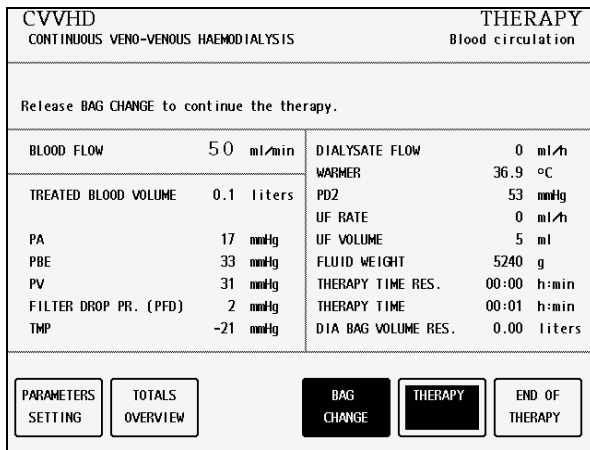 CVVHD THERAPY
CONTINUOUS VENO-VENOUS HAEMODIALYSIS Blood circulation
Release BAG CHANGE to continue the therapy.
BLOOD FLOW 50 ml/min
TREATED BLOOD VOLUME 0.1 liters
PA 17 mmHg
PBE 33 mmHg
PV 31 mmHg
FILTER DROP PR. (PFD) 2 mmHg
TMP -21 mmHg
DIALYSATE FLOW 0 ml/h
WARMER 36.9 °C
PD2 53 mmHg
UF RATE 0 ml/h
UF VOLUME 5 ml
FLUID WEIGHT 5240 g
THERAPY TIME RES. 00:00 h:min
THERAPY TIME 00:01 h:min
DIA BAG VOLUME RES. 0.00 liters
PARAMETERS
SETTING
TOTALS
OVERVIEW
BAG
CHANGE
THERAPY
END OF
THERAPY